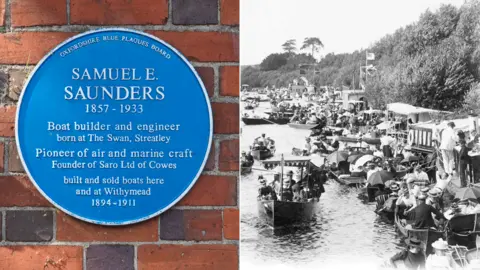 OXFORDSHIRE BLUE PLAQUES BOARD
SAMUEL E.
SAUNDERS
1857 - 1933
Boat builder and engineer
born at The Swan, Streatley
Pioneer of air and marine craft
Founder of Saro Ltd of Cowes
built and sold boats here
and at Withymead
1894-1911